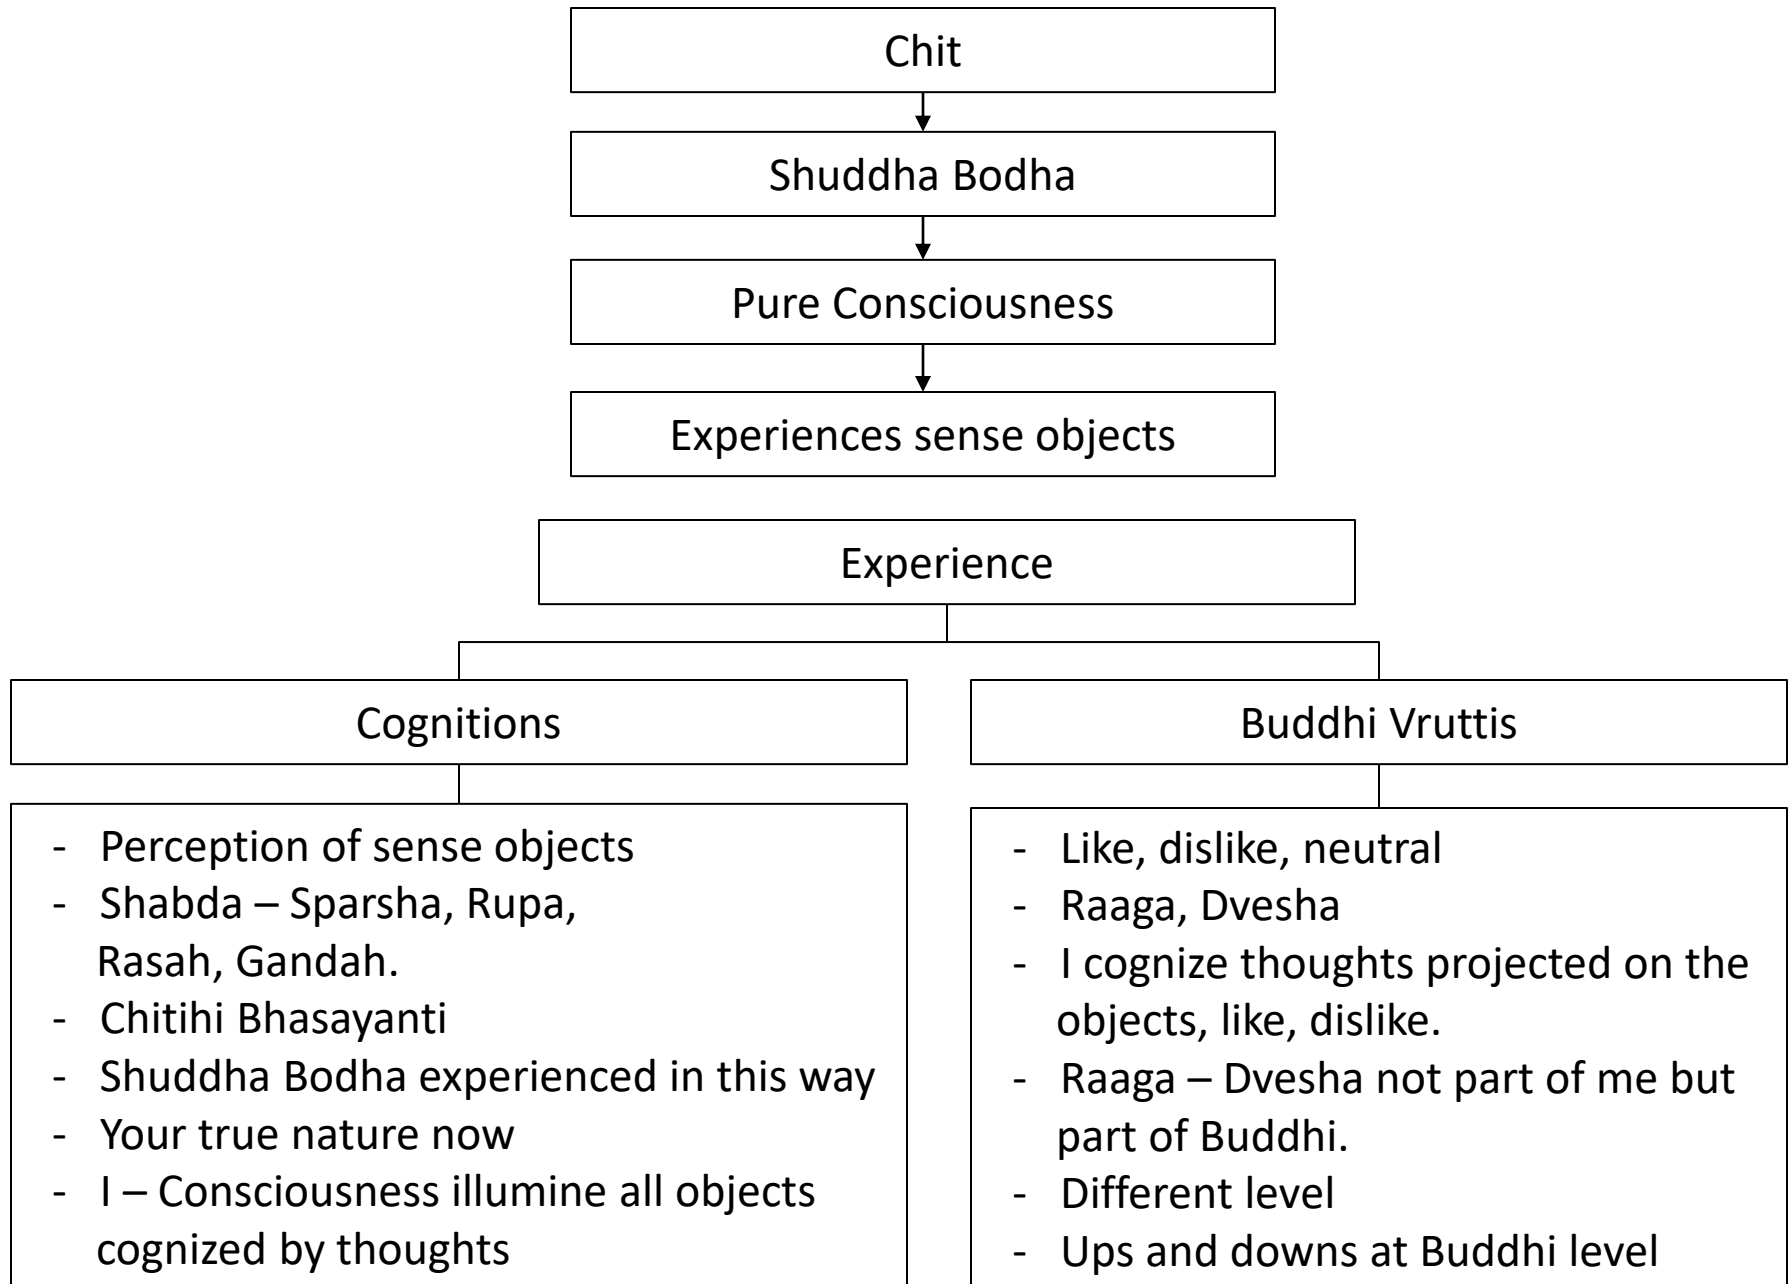 Chit
Shuddha Bodha
Pure Consciousness
Experiences sense objects
Experience
Cognitions
- Perception of sense objects
- Shabda – Sparsha, Rupa,
Rasah, Gandah.
- Chitihi Bhasayanti
- Shuddha Bodha experienced in this way
- Your true nature now
- I – Consciousness illumine all objects
cognized by thoughts
Buddhi Vruttis
- Like, dislike, neutral
- Raaga, Dvesha
- I cognize thoughts projected on the
objects, like, dislike.
- Raaga – Dvesha not part of me but
part of Buddhi.
- Different level
- Ups and downs at Buddhi level